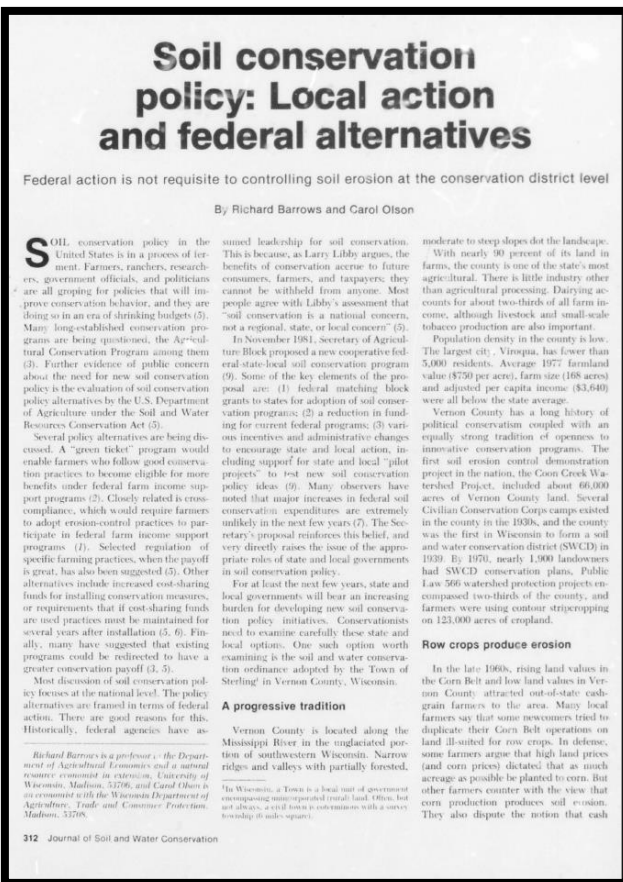 Soil conservation
policy: Local action
and federal alternatives
Federal action is not requisite to controlling soil erosion at the conservation district level
By Richard Barrows and Carol Olson
SOIL conservation policy in the
United States is in a process of fer-
ment. Farmers, ranchers, research-
ers, government officials, and politicians
are all groping for policies that will im-
prove conservation behavior, and they are
doing so in an era of shrinking budgets (5).
Many long-established conservation pro-
grams are being questioned, the Agricul-
tural Conservation Program among them
(3). Further evidence of public concern
about the need for new soil conservation
policy is the evaluation of soil conservation
policy alternatives by the U.S. Department
of Agriculture under the Soil and Water
Resources Conservation Act (5).
Several policy alternatives are being dis-
cussed. A "green ticket" program would
enable farmers who follow good conserva-
tion practices to become eligible for more
benefits under federal farm income sup-
port programs (2). Closely related is cross-
compliance, which would require farmers
to adopt erosion-control practices to par-
ticipate in federal farm income support
programs (1). Selected regulation of
specific farming practices, when the payoff
is great, has also been suggested (5). Other
alternatives include increased cost-sharing
funds for installing conservation measures,
or requirements that if cost-sharing funds
are used practices must be maintained for
several years after installation (5, 6). Fin-
ally, many have suggested that existing
programs could be redirected to have a
greater conservation payoff (3, 5).
Most discussion of soil conservation pol-
icy focuses at the national level. The policy
alternatives are framed in terms of federal
action. There are good reasons for this.
Historically, federal agencies have as-
Richard Barrows is a professor in the Depart-
ment of Agricultural Economics and a natural
resource economist in extension, University of
Wisconsin, Madison, 53706, and Carol Olson is
an economist with the Wisconsin Department of
Agriculture, Trade and Consumer Protection,
Madison, 53708.
sumed leadership for soil conservation.
This is because, as Larry Libby argues, the
benefits of conservation accrue to future
consumers, farmers, and taxpayers; they
cannot be withheld from anyone. Most
people agree with Libby's assessment that
"soil conservation is a national concern,
not a regional, state, or local concern" (5).
In November 1981, Secretary of Agricul-
ture Block proposed a new cooperative fed-
eral-state-local soil conservation program
(9). Some of the key elements of the pro-
posal are: (1) federal matching block
grants to states for adoption of soil conser-
vation programs; (2) a reduction in fund-
ing for current federal programs; (3) vari-
ous incentives and administrative changes
to encourage state and local action, in-
cluding support for state and local "pilot
projects" to test new soil conservation
policy ideas (9). Many observers have
noted that major increases in federal soil
conservation expenditures are extremely
unlikely in the next few years (7). The Sec-
retary's proposal reinforces this belief, and
very directly raises the issue of the appro-
priate roles of state and local governments
in soil conservation policy.
For at least the next few years, state and
local governments will bear an increasing
burden for developing new soil conserva-
tion policy initiatives. Conservationists
need to examine carefully these state and
local options. One such option worth
examining is the soil and water conserva-
tion ordinance adopted by the Town of
Sterling¹ in Vernon County, Wisconsin.
A progressive tradition
Vernon County is located along the
Mississippi River in the unglaciated por-
tion of southwestern Wisconsin. Narrow
ridges and valleys with partially forested,
¹In Wisconsin, a Town is a local unit of government
encompassing unincorporated (rural) land. Often, but
not always, a civil town is coterminous with a survey
township (6 miles square).
moderate to steep slopes dot the landscape.
With nearly 90 percent of its land in
farms, the county is one of the state's most
agricultural. There is little industry other
than agricultural processing. Dairying ac-
counts for about two-thirds of all farm in-
come, although livestock and small-scale
tobacco production are also important.
Population density in the county is low.
The largest city, Viroqua, has fewer than
5,000 residents. Average 1977 farmland
value ($750 per acre), farm size (168 acres)
and adjusted per capita income ($3,640)
were all below the state average.
Vernon County has a long history of
political conservatism coupled with an
equally strong tradition of openness to
innovative conservation programs. The
first soil erosion control demonstration
project in the nation, the Coon Creek Wa-
tershed Project, included about 66,000
acres of Vernon County land. Several
Civilian Conservation Corps camps existed
in the county in the 1930s, and the county
was the first in Wisconsin to form a soil
and water conservation district (SWCD) in
1939. By 1970, nearly 1,900 landowners
had SWCD conservation plans, Public
Law 566 watershed protection projects en-
compassed two-thirds of the county, and
farmers were using contour stripcropping
on 123,000 acres of cropland.
Row crops produce erosion
In the late 1960s, rising land values in
the Corn Belt and low land values in Ver-
non County attracted out-of-state cash-
grain farmers to the area. Many local
farmers say that some newcomers tried to
duplicate their Corn Belt operations on
land ill-suited for row crops. In defense,
some farmers argue that high land prices
(and corn prices) dictated that as much
acreage as possible be planted to corn. But
other farmers counter with the view that
corn production produces soil erosion.
They also dispute the notion that cash
312 Journal of Soil and Water Conservation